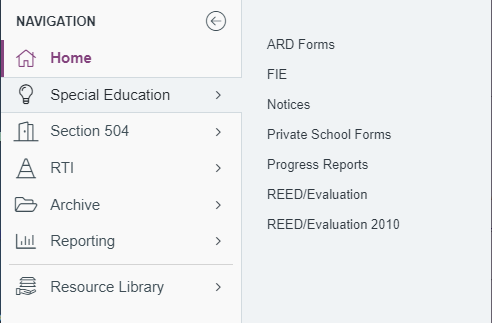 NAVIGATION
Home
Special Education
Section 504
RTI
Archive
Reporting
Resource Library
ARD Forms
FIE
Notices
Private School Forms
Progress Reports
REED/Evaluation
REED/Evaluation 2010